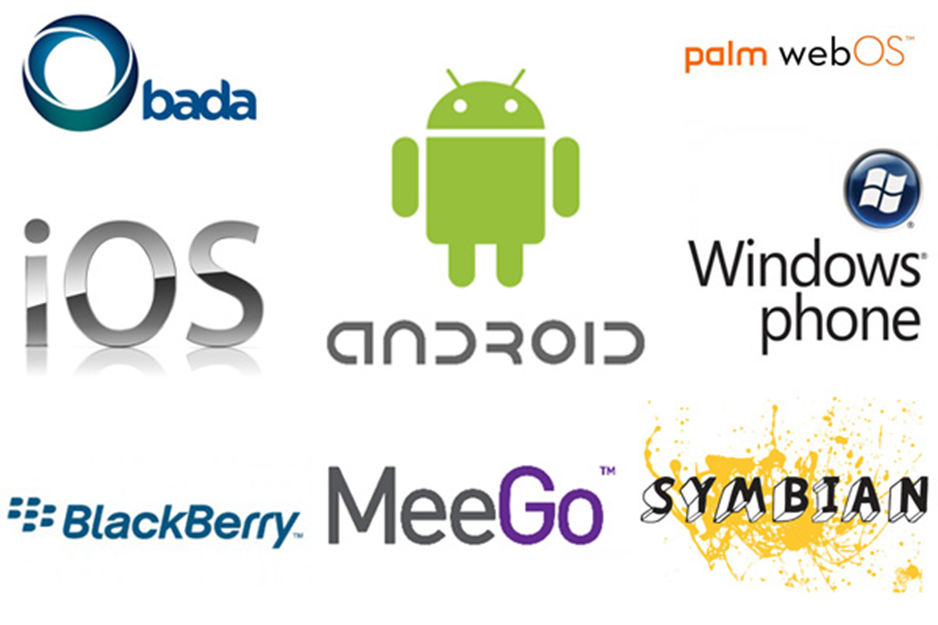 bada
palm webOS™
iOS
ANDROID
Windows®
phone
BlackBerry™
MeeGo™
SYMBIAN